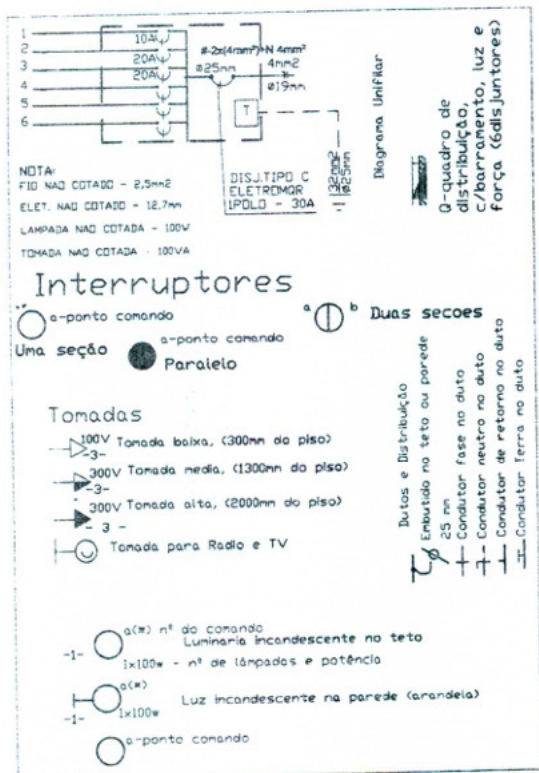 1
2
3
4
5
6
10A
20A
20A
#-2x(4mm²)+N 4mm²
ø25mm
4mm2
ø19mm
T
32mm2
ø25mm
DISJ.TIPO C
ELETROMQR
1POLO - 30A
NOTA:
FIO NAO COTADO - 2,5mm2
ELET. NAO COTADO - 12.7mm
LAMPADA NAO COTADA - 100W
TOMADA NAO COTADA - 100VA
Diagrama Unifilar
Q-quadro de
distribuição,
c/barramento, luz e
força (6disjuntores)
Interruptores
a-ponto comando
Uma seção
a-ponto comando
Paralelo
a
b
Duas secoes
Tomadas
100V Tomada baixa, (300mm do piso)
-3-
300V Tomada media, (1300mm do piso)
-3-
300V Tomada alta, (2000mm do piso)
- 3 -
Tomada para Radio e TV
Dutos e Distribuição
Embutido no teto ou parede
ø 25 mm
Condutor fase no duto
Condutor neutro no duto
Condutor de retorno no duto
Condutor Terra no duto
a(*) nº do comando
Luminaria incandescente no teto
-1-
1x100w - nº de lâmpadas e potência
a(*)
Luz incandescente na parede (arandela)
-1-
1x100w
a-ponto comando